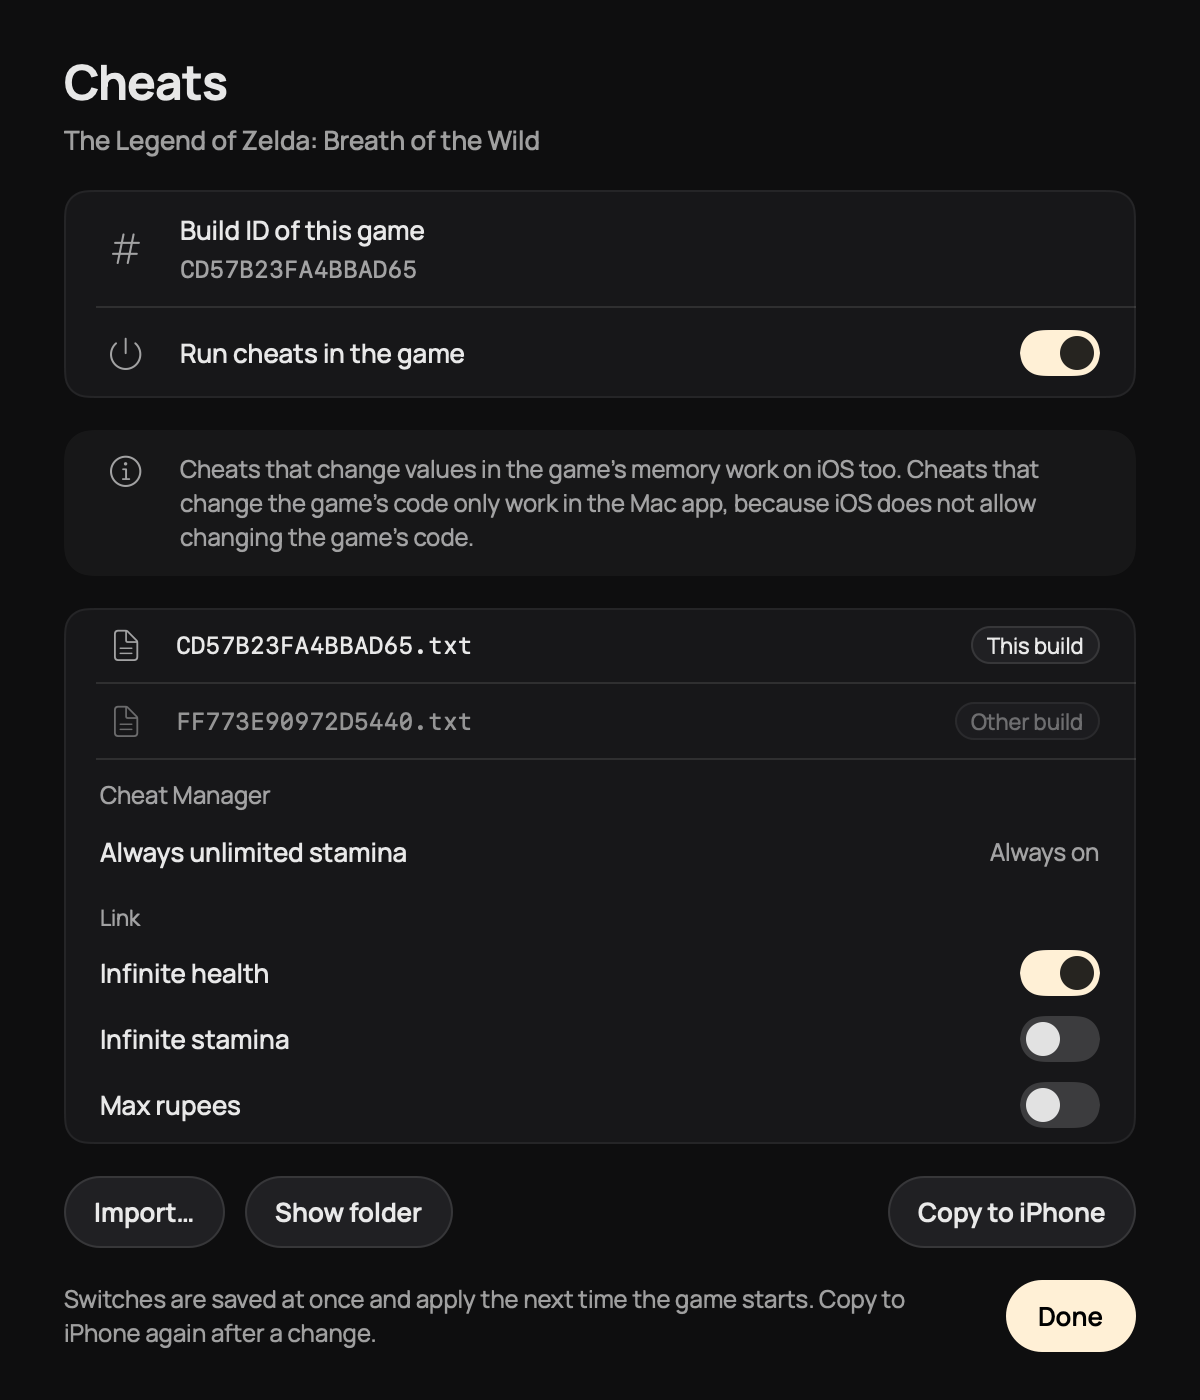 Cheats
The Legend of Zelda: Breath of the Wild
Build ID of this game
CD57B23FA4BBAD65
Run cheats in the game
Cheats that change values in the game’s memory work on iOS too. Cheats that
change the game’s code only work in the Mac app, because iOS does not allow
changing the game’s code.
CD57B23FA4BBAD65.txt
This build
FF773E90972D5440.txt
Other build
Cheat Manager
Always unlimited stamina
Always on
Link
Infinite health
Infinite stamina
Max rupees
Import…
Show folder
Copy to iPhone
Switches are saved at once and apply the next time the game starts. Copy to
iPhone again after a change.
Done